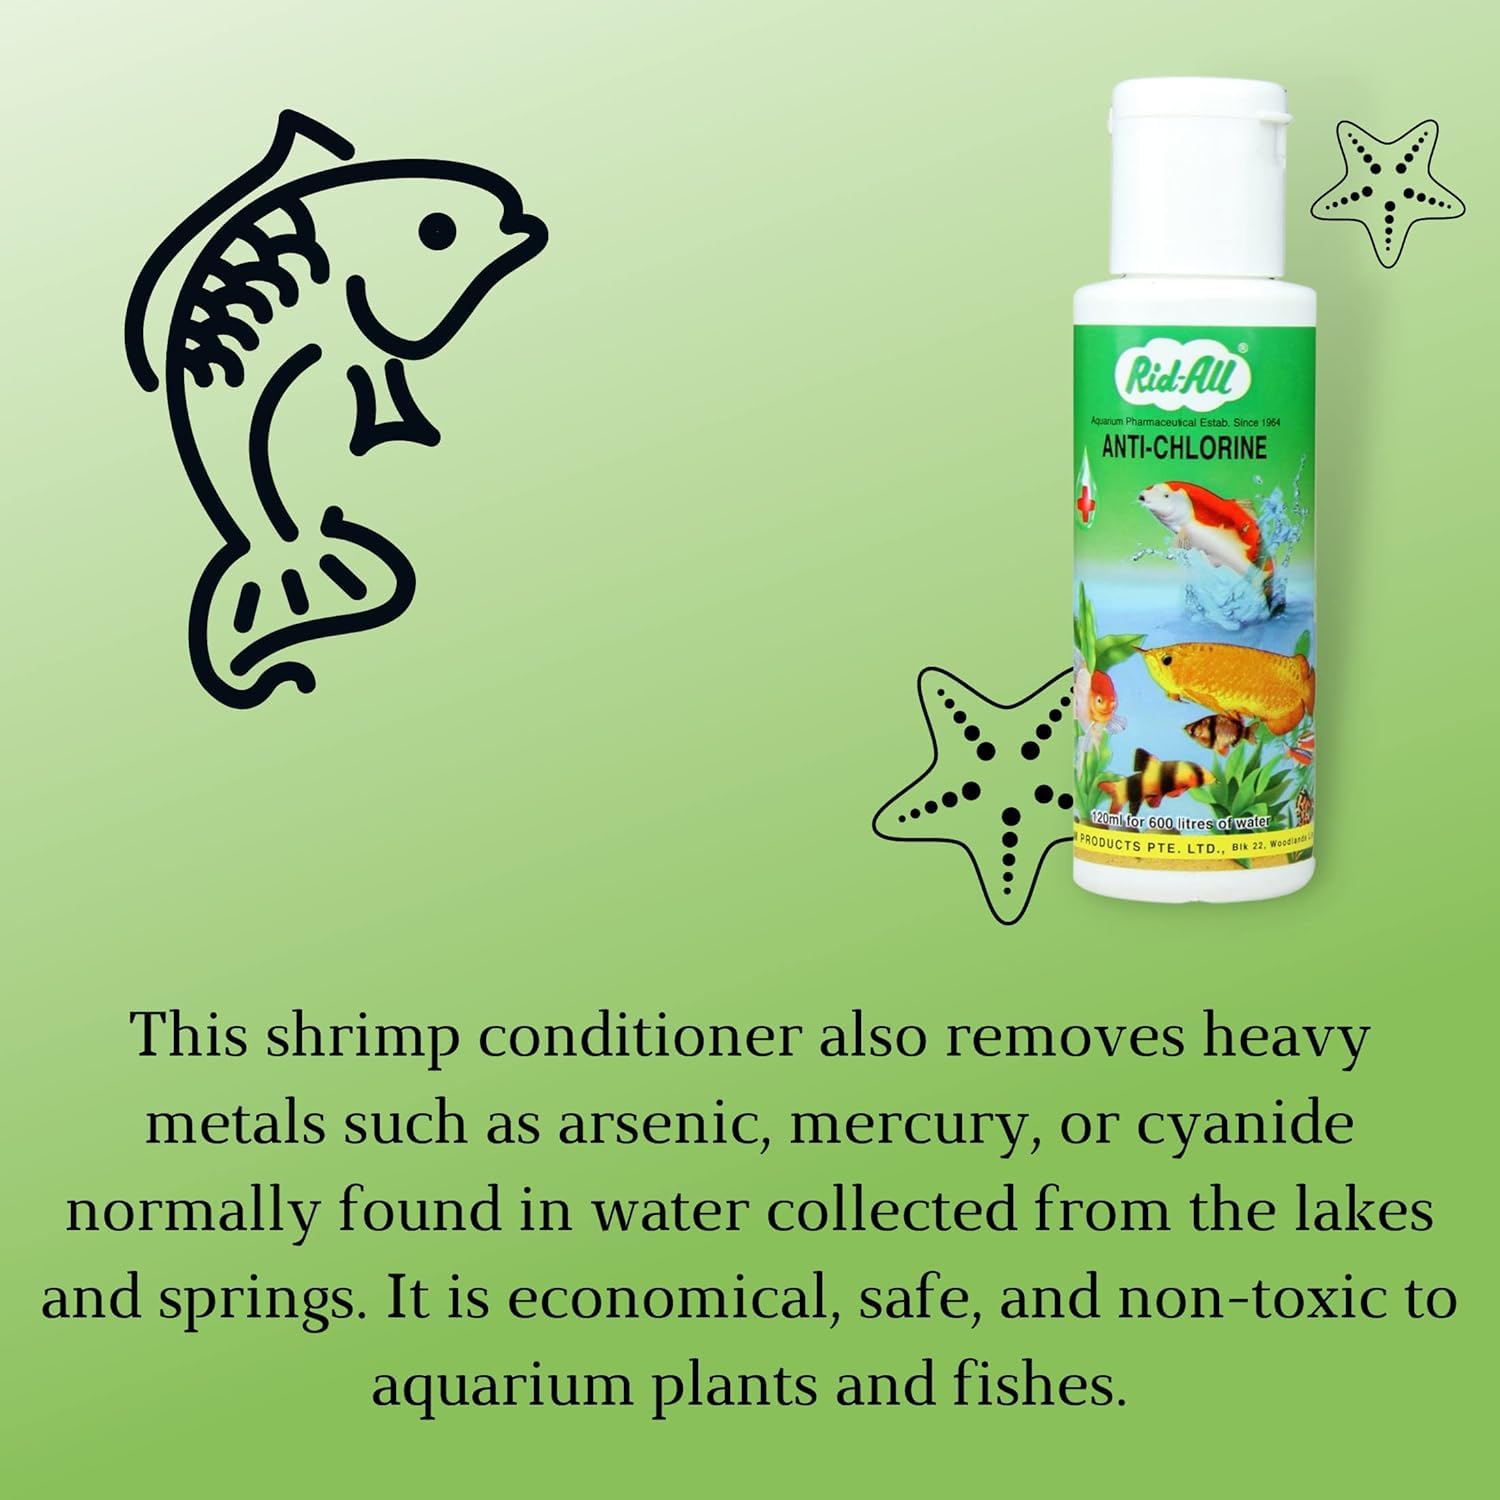 Rid-All®
Aquarium Pharmaceutical Estab. Since 1964
ANTI-CHLORINE
120ml for 600 litres of water
PRODUCTS PTE. LTD., Blk 22, Woodlands
This shrimp conditioner also removes heavy
metals such as arsenic, mercury, or cyanide
normally found in water collected from the lakes
and springs. It is economical, safe, and non-toxic to
aquarium plants and fishes.